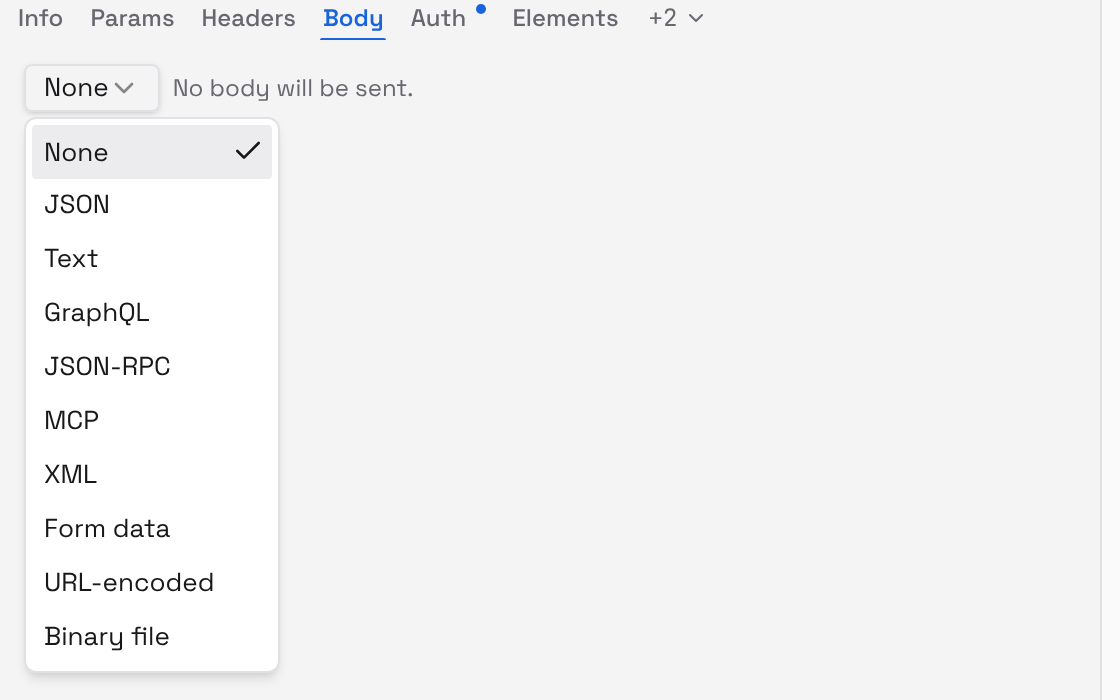 Info Params Headers Body Auth Elements +2
None No body will be sent.
None
JSON
Text
GraphQL
JSON-RPC
MCP
XML
Form data
URL-encoded
Binary file